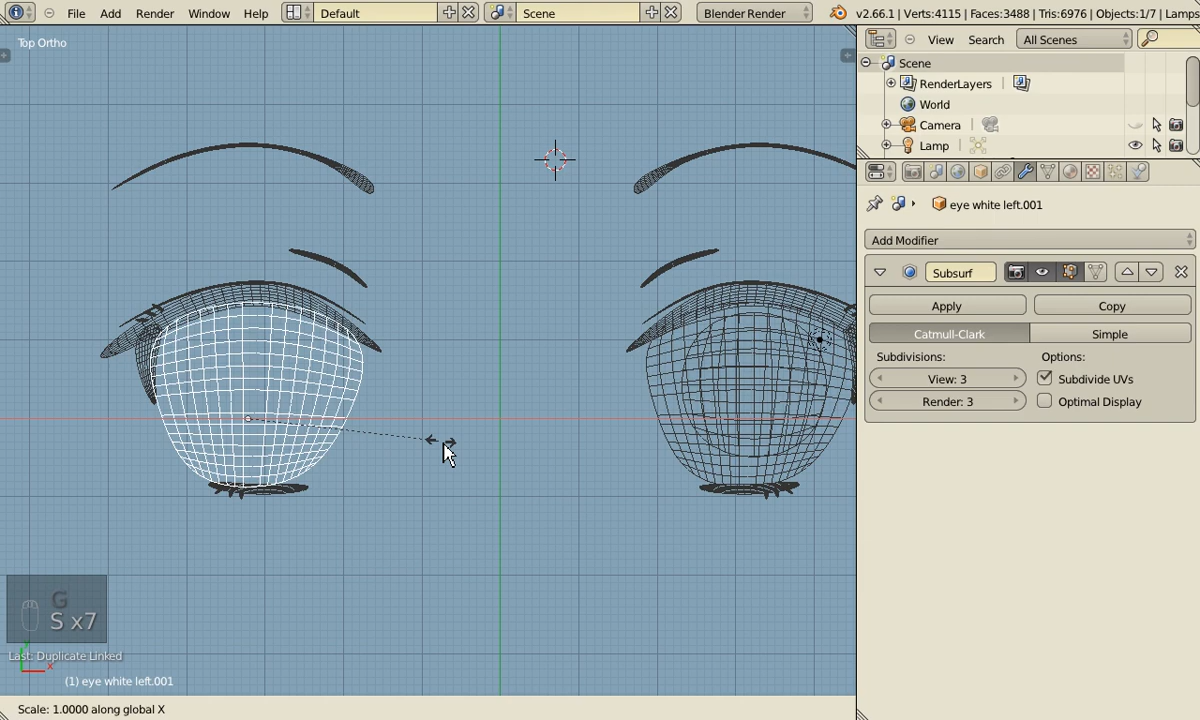 File Add Render Window Help Default Scene Blender Render v2.66.1 | Verts:4115 | Faces:3488 | Tris:6976 | Objects:1/7 | Lamps
Top Ortho
View Search All Scenes
Scene
RenderLayers
World
Camera
Lamp
eye white left.001
Add Modifier
Subsurf
Apply Copy
Catmull-Clark Simple
Subdivisions: Options:
View: 3 Subdivide UVs
Render: 3 Optimal Display
G
S x7
Last: Duplicate Linked
x
(1) eye white left.001
Scale: 1.0000 along global X